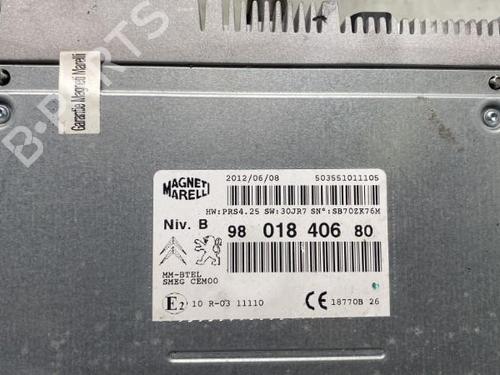 B-PARTS
Garantie Magneti Marelli
MAGNETI
MARELLI
2012/06/08 503551011105
HW:PRS4.25 SW:30JR7 SN°:SB70ZK76M
Niv. B 98 018 406 80
MM-BTEL
SMEG CEM00
E2 10 R-03 11110 CE 18770B 26